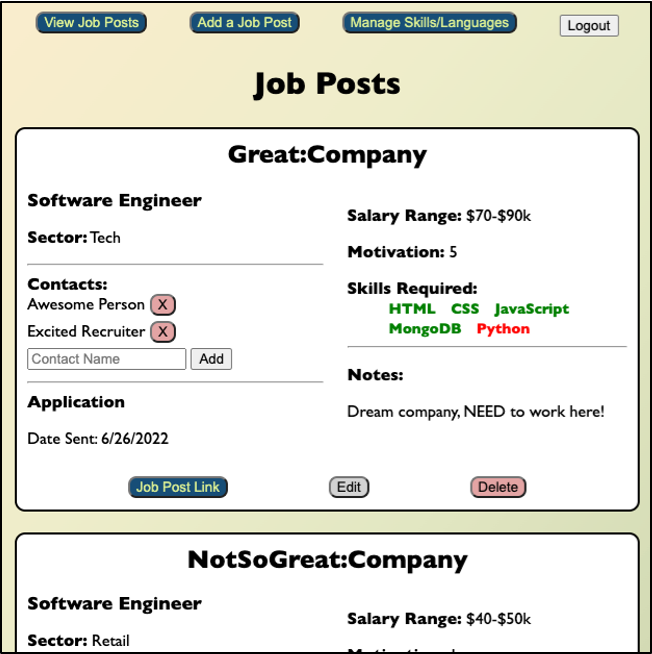 View Job Posts
Add a Job Post
Manage Skills/Languages
Logout
Job Posts
Great:Company
Software Engineer
Sector: Tech
Contacts:
Awesome Person X
Excited Recruiter X
Contact Name Add
Application
Date Sent: 6/26/2022
Salary Range: $70-$90k
Motivation: 5
Skills Required:
HTML CSS JavaScript
MongoDB Python
Notes:
Dream company, NEED to work here!
Job Post Link
Edit
Delete
NotSoGreat:Company
Software Engineer
Sector: Retail
Salary Range: $40-$50k